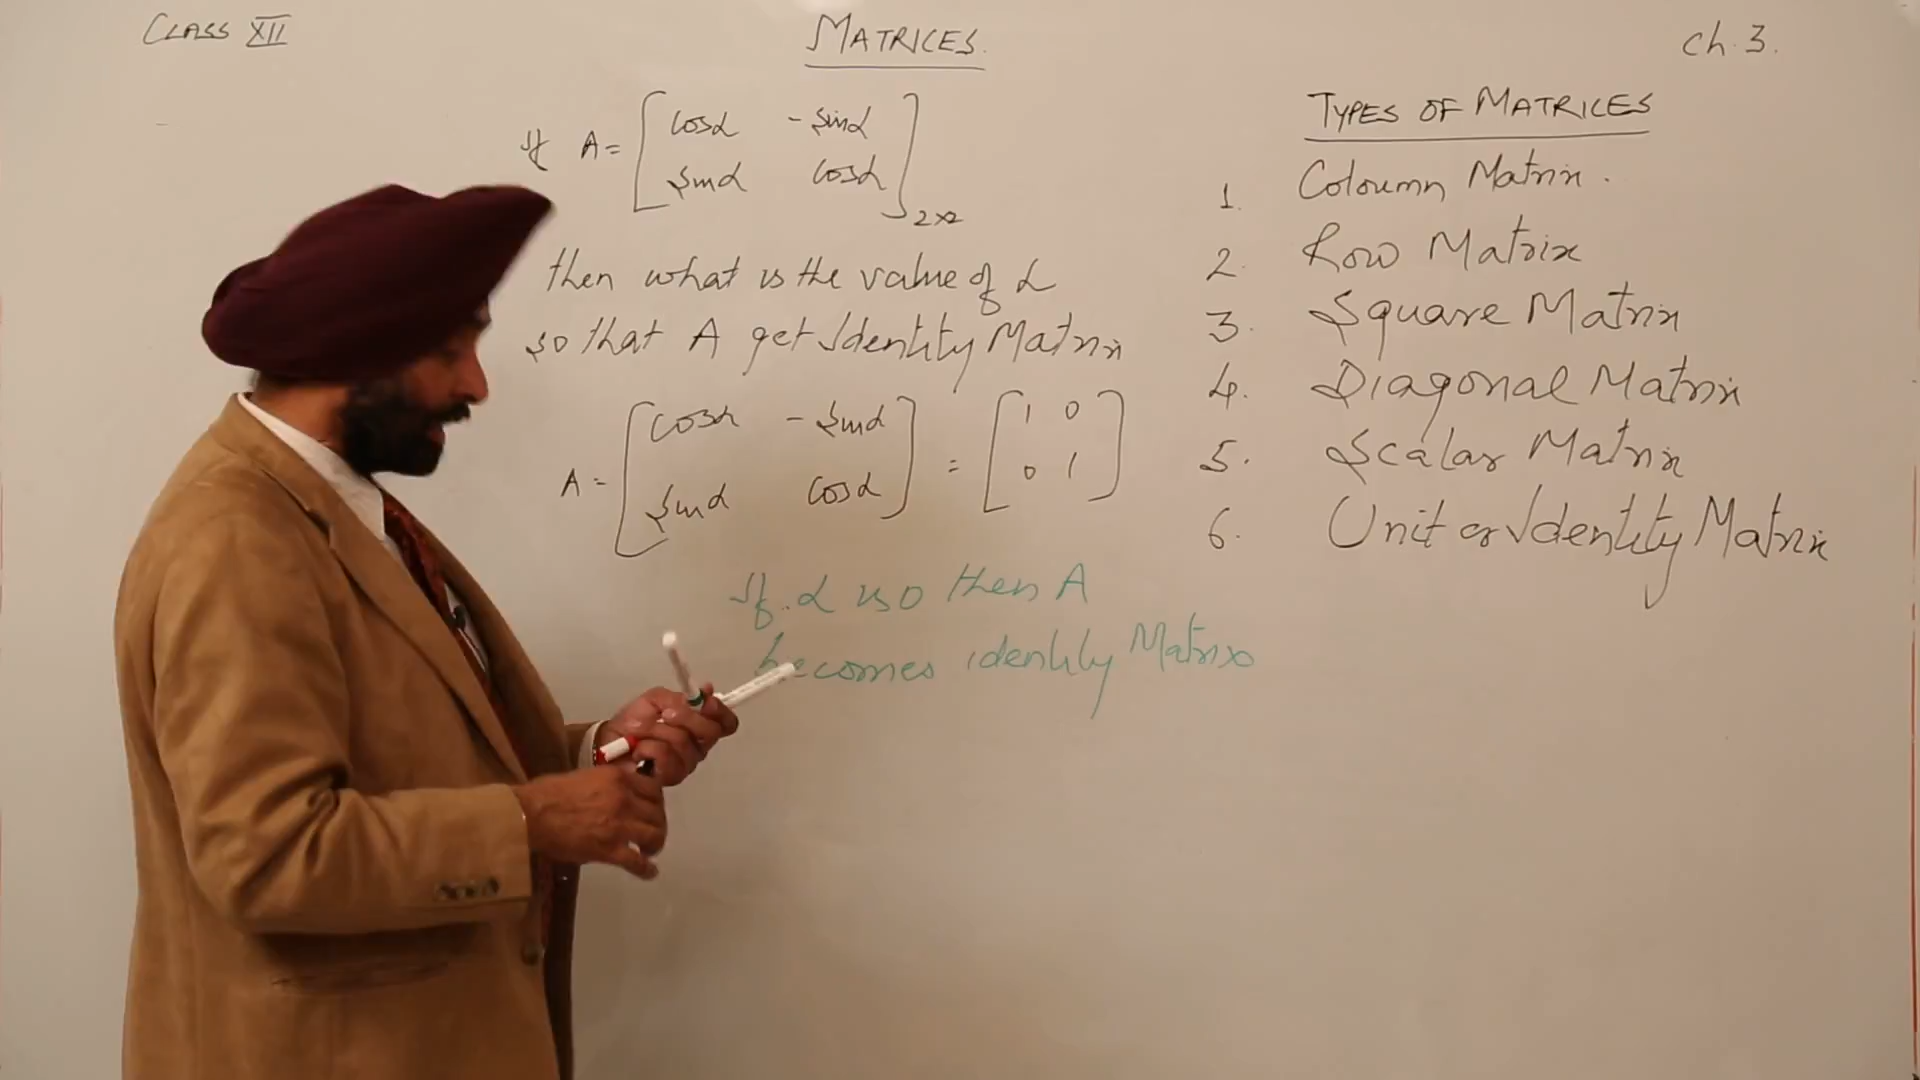 CLASS XII
MATRICES.
ch. 3.
If A = [ cosα - sinα
sinα cosα ] 2×2
then what is the value of α
so that A get Identity Matrix
A = [ cosα - sinα
sinα cosα ] = [ 1 0
0 1 ]
If α is 0 then A
becomes identity Matrix
TYPES OF MATRICES
1. Coloumn Matrix.
2. Row Matrix
3. Square Matrix
4. Diagonal Matrix
5. Scalar Matrix
6. Unit or Identity Matrix